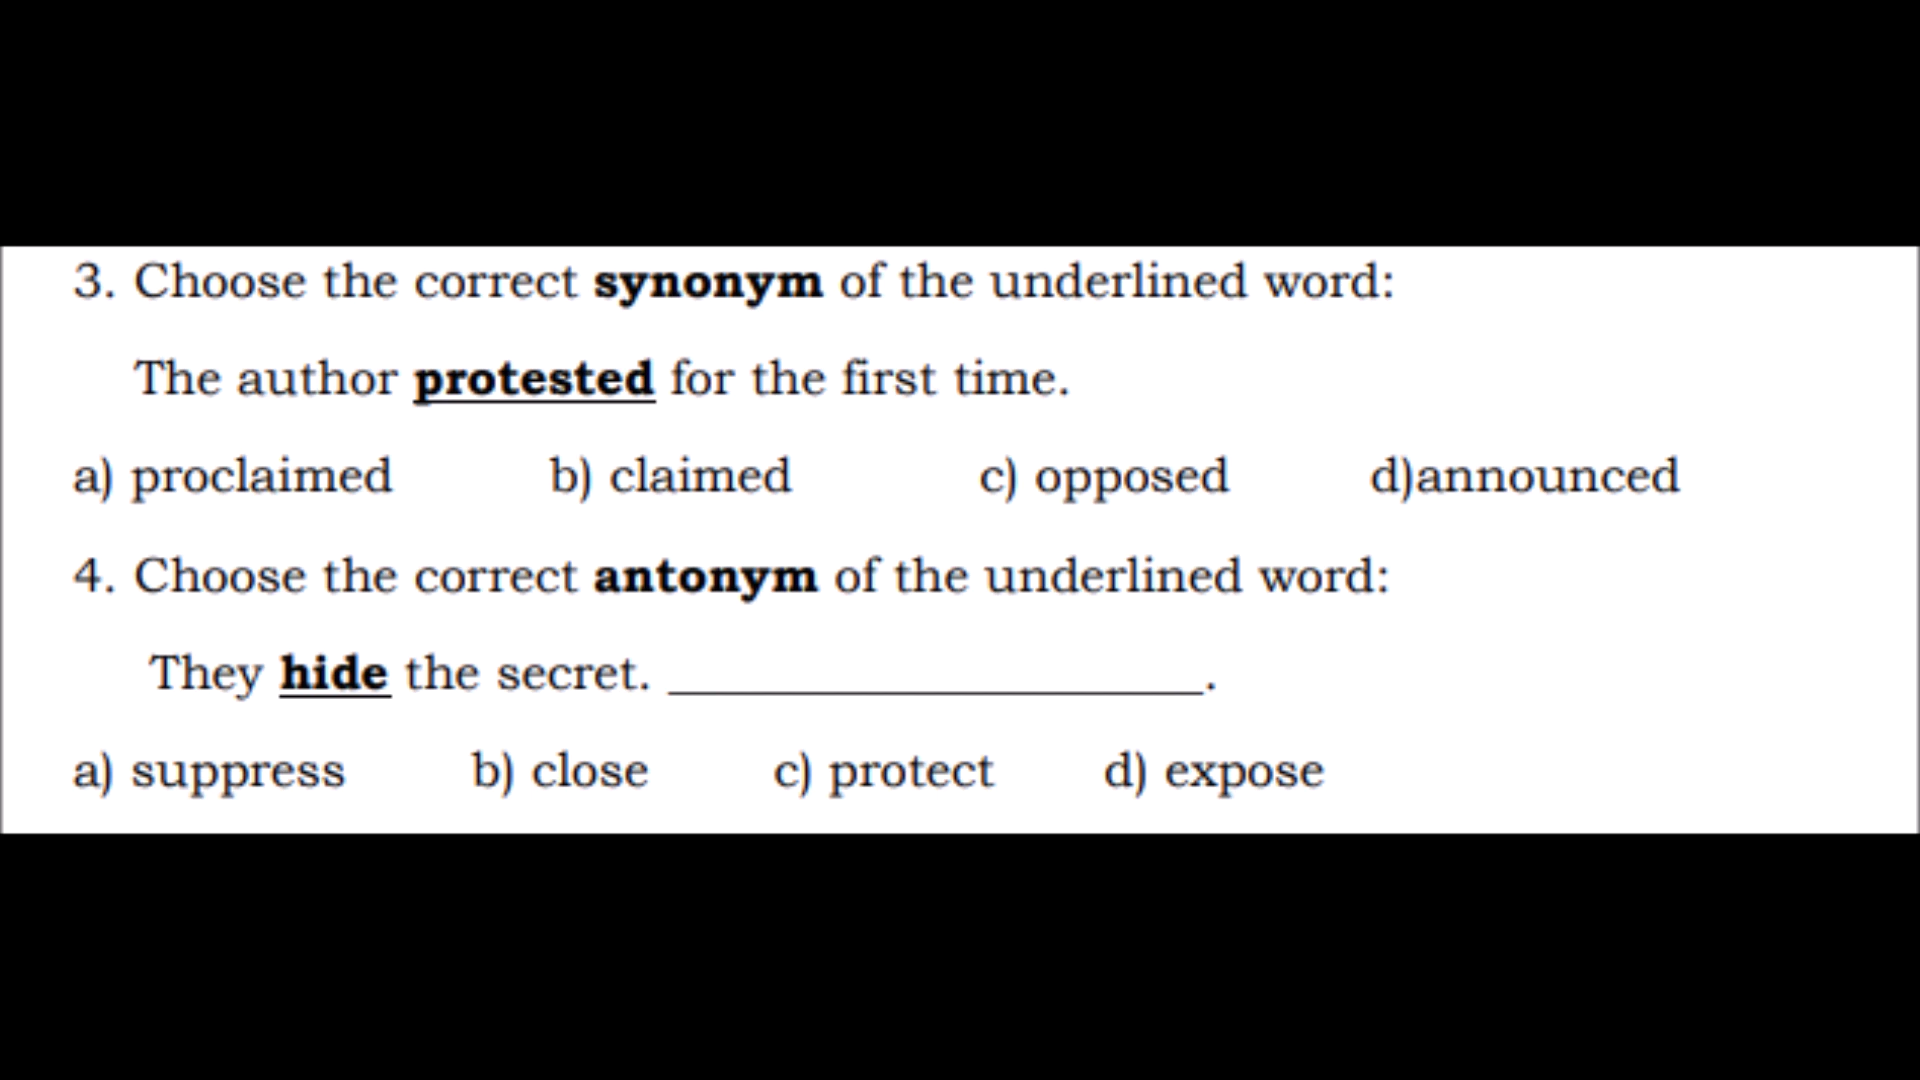 3. Choose the correct synonym of the underlined word:
The author protested for the first time.
a) proclaimed b) claimed c) opposed d)announced
4. Choose the correct antonym of the underlined word:
They hide the secret. ____________________.
a) suppress b) close c) protect d) expose